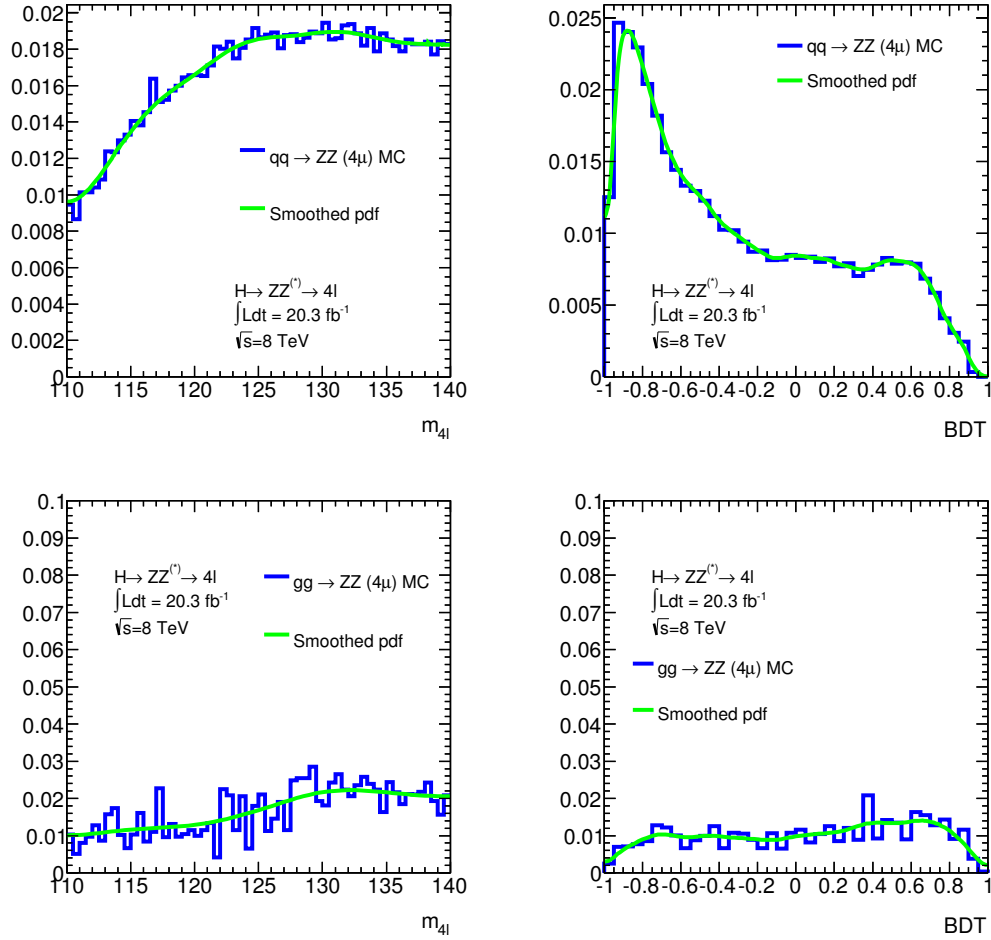 0.02
0.018
0.016
0.014
0.012
0.01
0.008
0.006
0.004
0.002
0
110 115 120 125 130 135 140
m4l
qq → ZZ (4μ) MC
Smoothed pdf
H→ ZZ(*)→ 4l
∫Ldt = 20.3 fb-1
√s=8 TeV
0.025
0.02
0.015
0.01
0.005
0
-1 -0.8 -0.6 -0.4 -0.2 0 0.2 0.4 0.6 0.8 1
BDT
qq → ZZ (4μ) MC
Smoothed pdf
H→ ZZ(*)→ 4l
∫Ldt = 20.3 fb-1
√s=8 TeV
0.1
0.09
0.08
0.07
0.06
0.05
0.04
0.03
0.02
0.01
0
110 115 120 125 130 135 140
m4l
H→ ZZ(*)→ 4l
∫Ldt = 20.3 fb-1
√s=8 TeV
gg → ZZ (4μ) MC
Smoothed pdf
0.1
0.09
0.08
0.07
0.06
0.05
0.04
0.03
0.02
0.01
0
-1 -0.8 -0.6 -0.4 -0.2 0 0.2 0.4 0.6 0.8 1
BDT
H→ ZZ(*)→ 4l
∫Ldt = 20.3 fb-1
√s=8 TeV
gg → ZZ (4μ) MC
Smoothed pdf